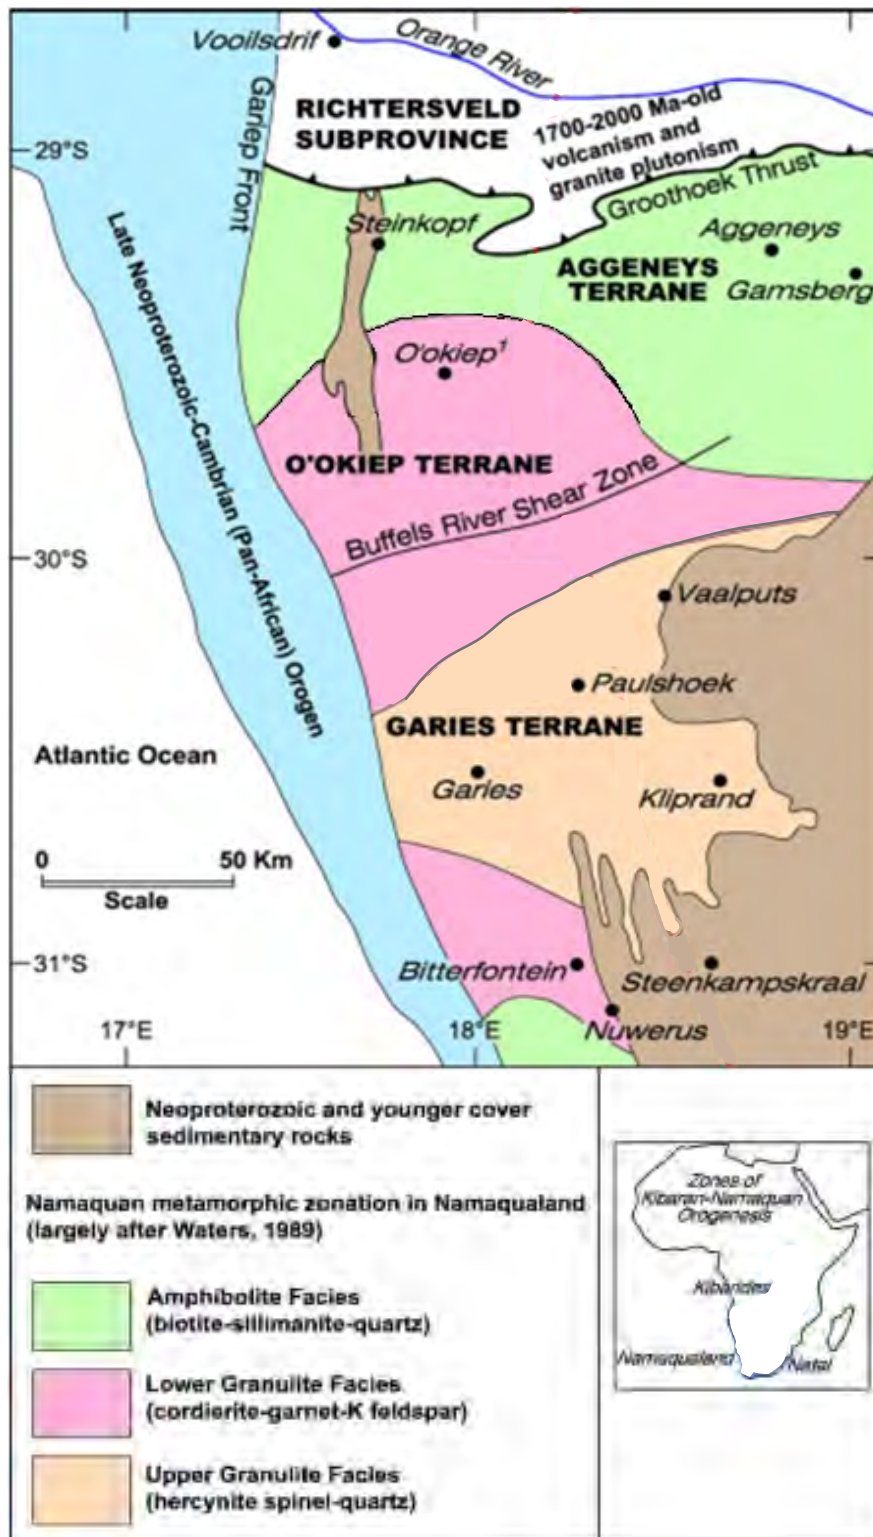 Vooilsdrif
Orange River
Gariep Front
RICHTERSVELD
SUBPROVINCE
1700-2000 Ma-old
volcanism and
granite plutonism
29°S
Groothoek Thrust
Steinkopf
Aggeneys
AGGENEYS
TERRANE
Gamsberg
Late Neoproterozoic-Cambrian (Pan-African) Orogen
O'okiep¹
O'OKIEP TERRANE
Buffels River Shear Zone
30°S
Vaalputs
Paulshoek
GARIES TERRANE
Atlantic Ocean
Garies
Kliprand
0 50 Km
Scale
31°S
Bitterfontein
Steenkampskraal
17°E 18°E 19°E
Nuwerus
Neoproterozoic and younger cover
sedimentary rocks
Namaquan metamorphic zonation in Namaqualand
(largely after Waters, 1989)
Amphibolite Facies
(biotite-sillimanite-quartz)
Lower Granulite Facies
(cordierite-garnet-K feldspar)
Upper Granulite Facies
(hercynite spinel-quartz)
Zones of
Kibaran-Namaquan
Orogenesis
Kibarides
Namaqualand
Natal